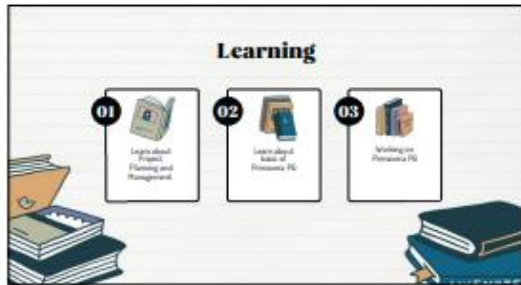 Learning
01
Learn about
Project
Planning and
Management.
02
Learn about
basic of
Primavera P6
03
Working on
Primavera P6